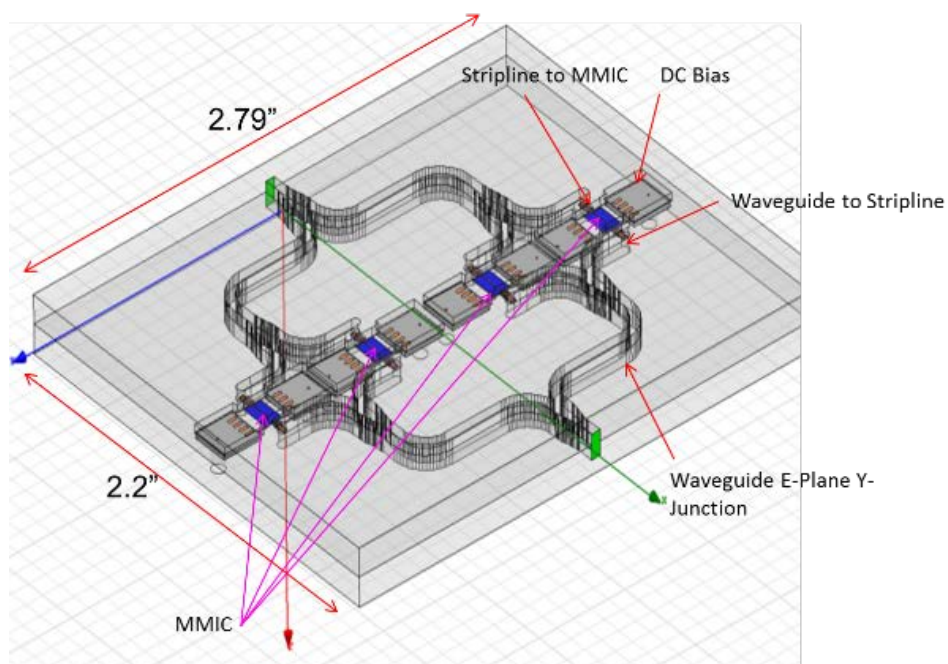 Stripline to MMIC
DC Bias
2.79”
Waveguide to Stripline
2.2”
Waveguide E-Plane Y-
Junction
MMIC